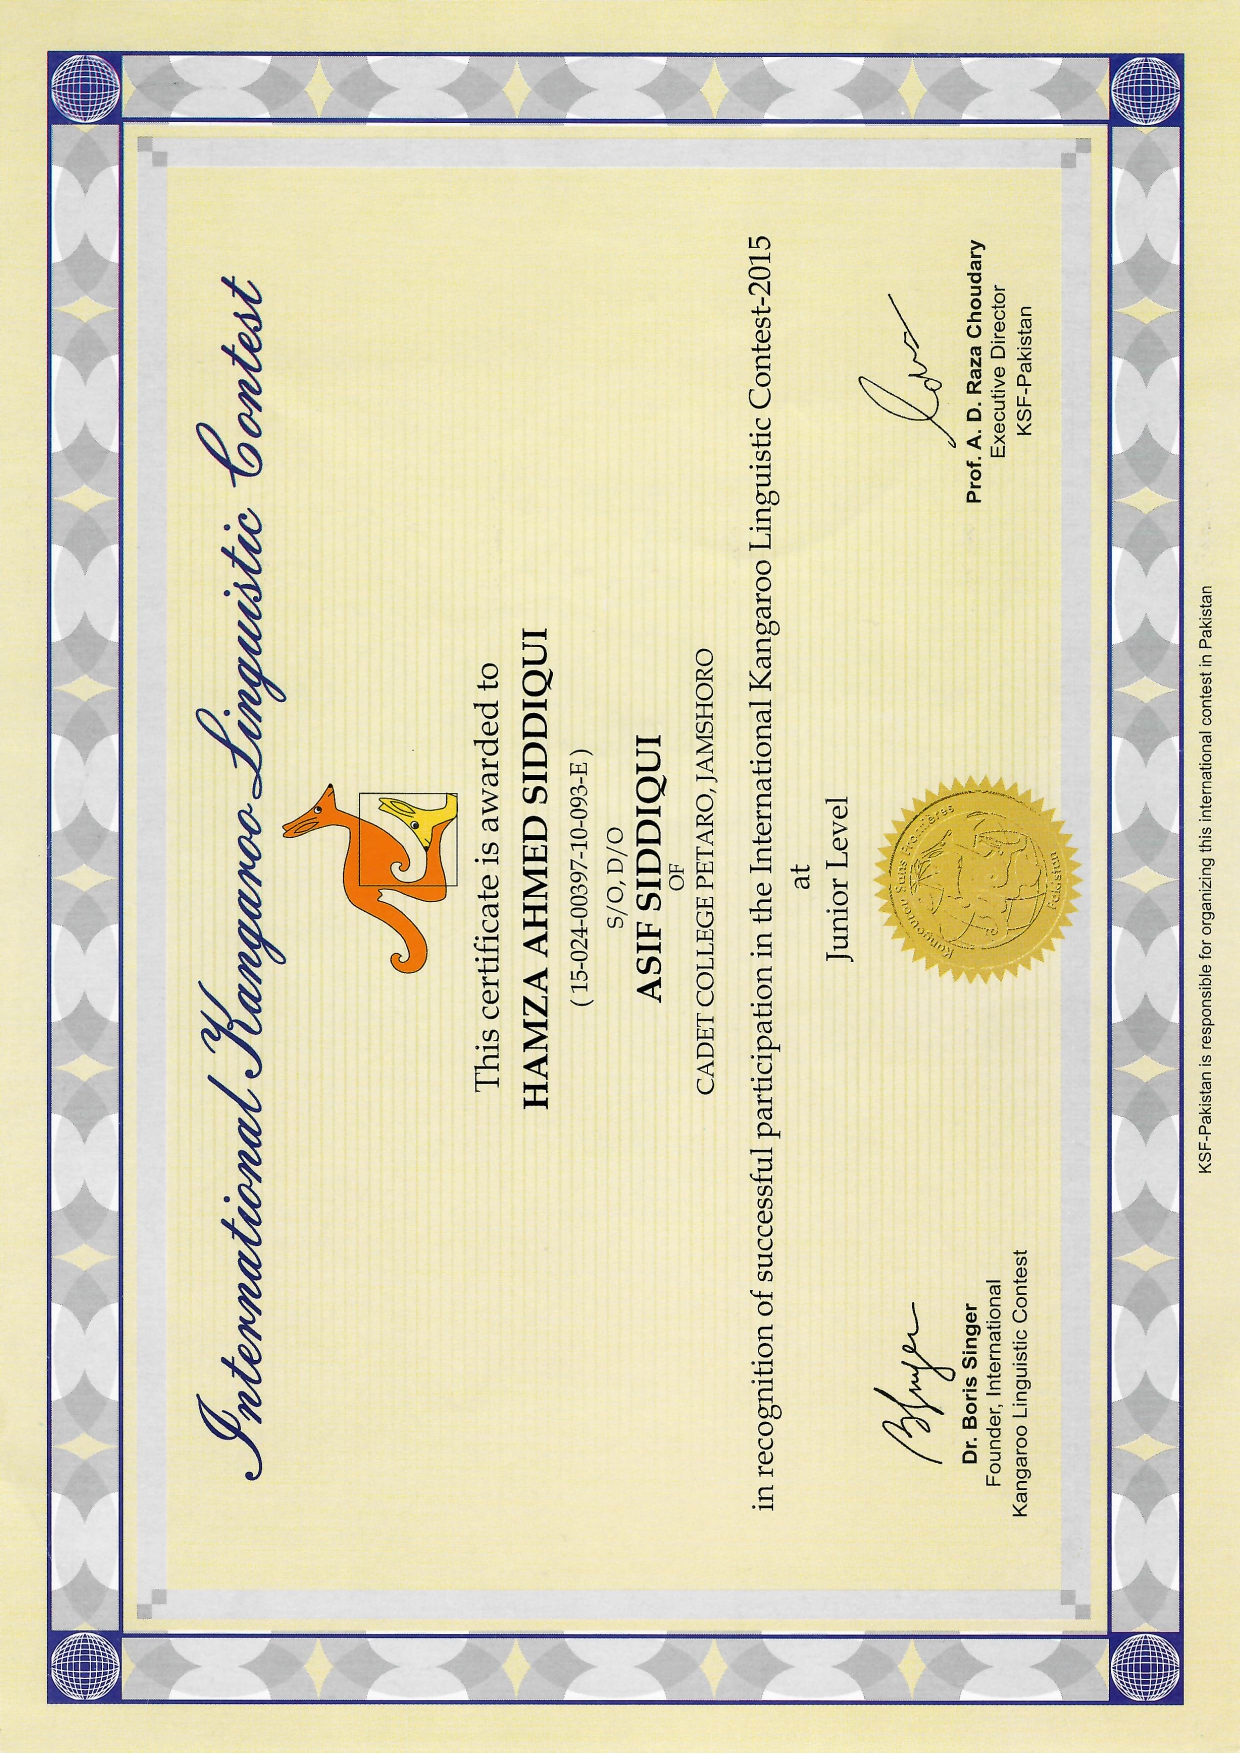 International Kangaroo Linguistic Contest
This certificate is awarded to
HAMZA AHMED SIDDIQUI
( 15-024-00397-10-093-E )
S/O, D/O
ASIF SIDDIQUI
OF
CADET COLLEGE PETARO, JAMSHORO
in recognition of successful participation in the International Kangaroo Linguistic Contest-2015
at
Junior Level
Kangourou Sans Frontières
Pakistan
BSinger
Dr. Boris Singer
Founder, International
Kangaroo Linguistic Contest
Prof. A. D. Raza Choudary
Executive Director
KSF-Pakistan
KSF-Pakistan is responsible for organizing this international contest in Pakistan